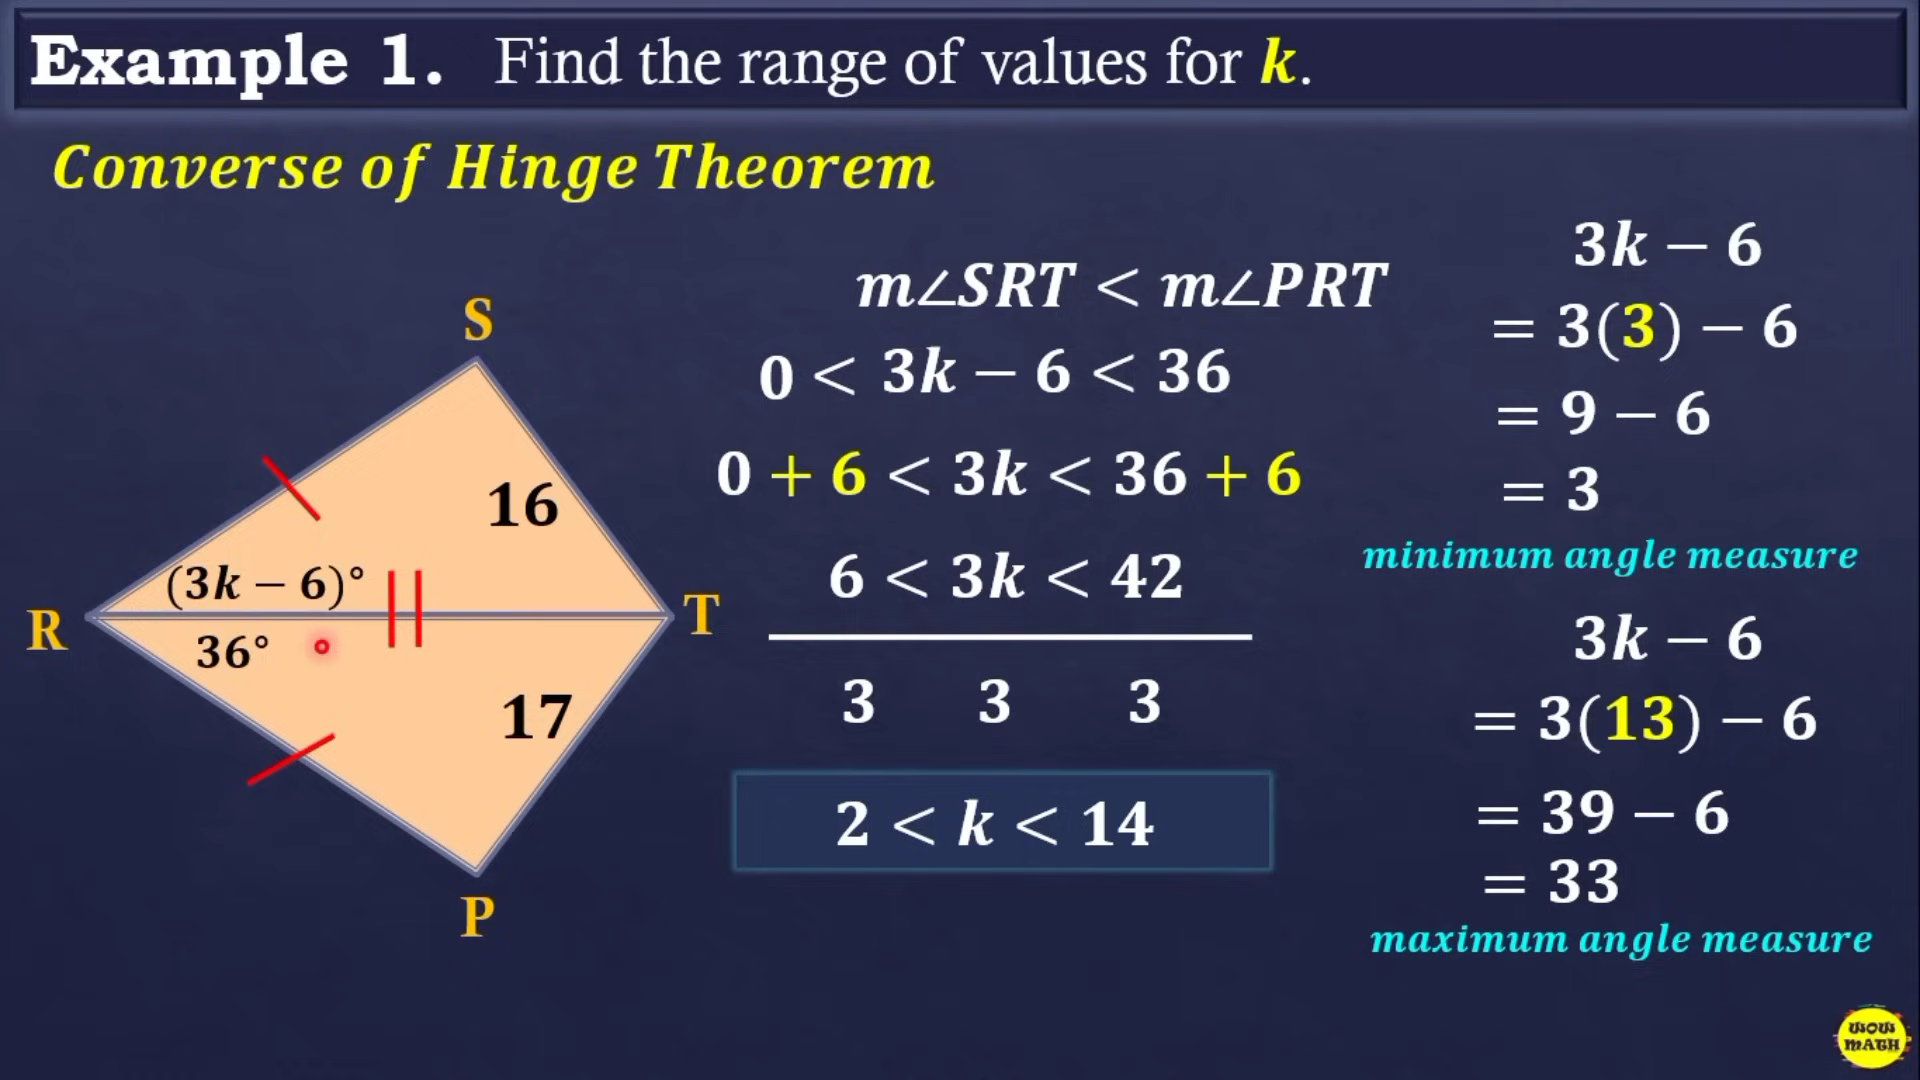 Example 1. Find the range of values for k.
Converse of Hinge Theorem
S
R
T
P
16
(3k − 6)°
36°
17
m∠SRT < m∠PRT
0 < 3k − 6 < 36
0 + 6 < 3k < 36 + 6
6 < 3k < 42
3 3 3
2 < k < 14
3k − 6
= 3(3) − 6
= 9 − 6
= 3
minimum angle measure
3k − 6
= 3(13) − 6
= 39 − 6
= 33
maximum angle measure
WOW
MATH